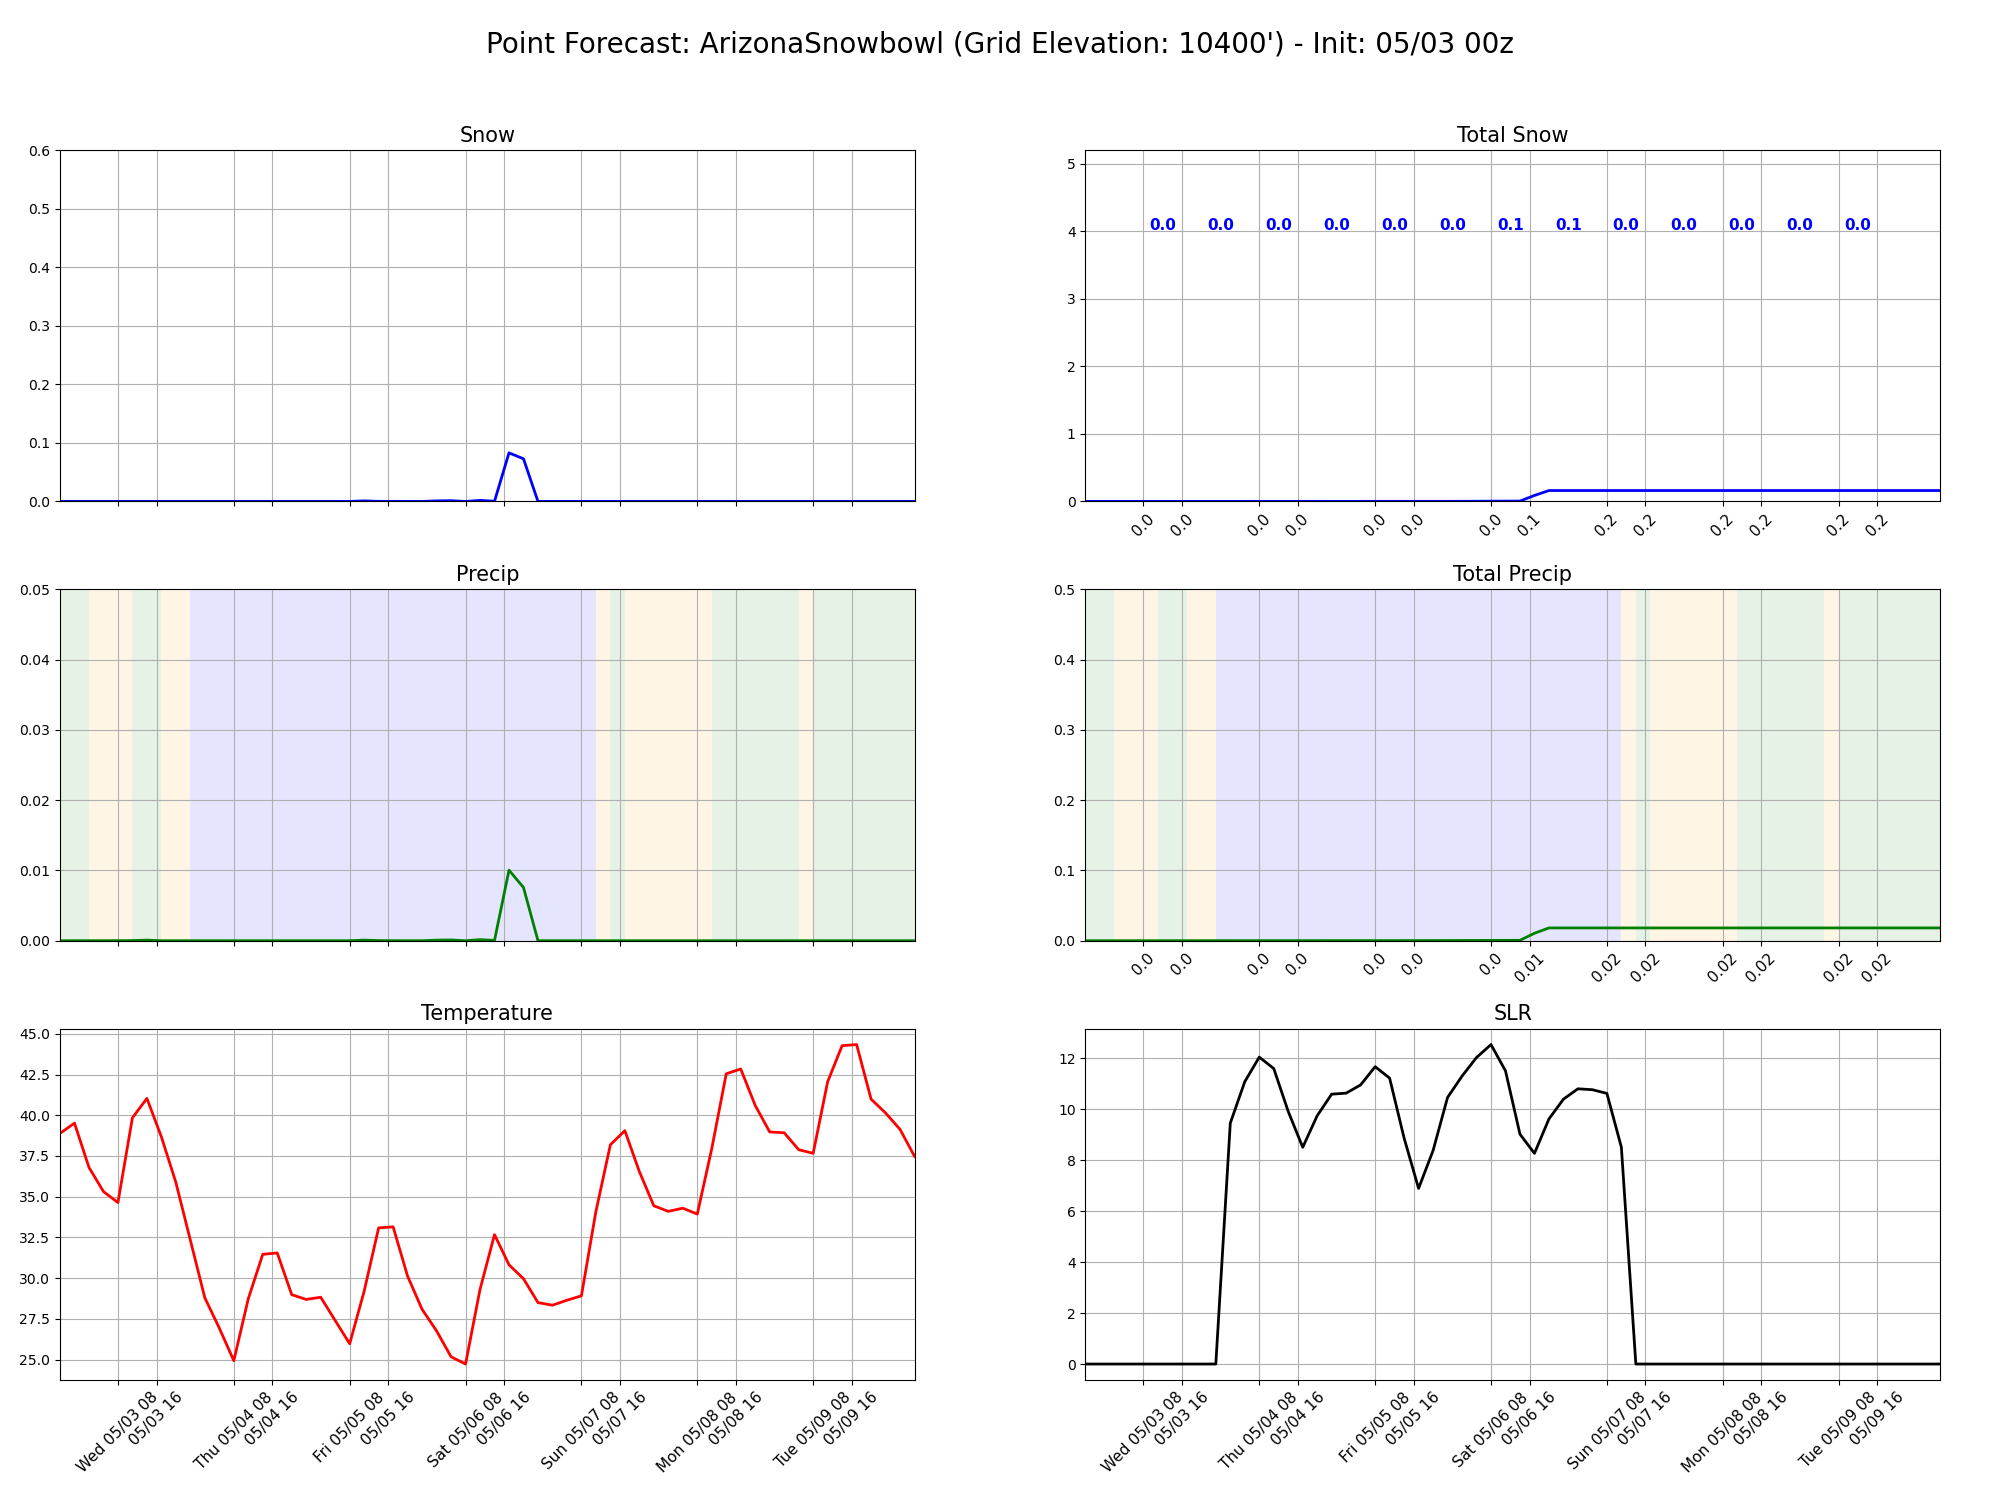 Point Forecast: ArizonaSnowbowl (Grid Elevation: 10400') - Init: 05/03 00z
Snow
0.6
0.5
0.4
0.3
0.2
0.1
0.0
Total Snow
5
4
3
2
1
0
0.0 0.0 0.0 0.0 0.0 0.0 0.1 0.1 0.0 0.0 0.0 0.0 0.0
0.0 0.0 0.0 0.0 0.0 0.0 0.0 0.1 0.2 0.2 0.2 0.2 0.2 0.2
Precip
0.05
0.04
0.03
0.02
0.01
0.00
Total Precip
0.5
0.4
0.3
0.2
0.1
0.0
0.0 0.0 0.0 0.0 0.0 0.0 0.0 0.01 0.02 0.02 0.02 0.02 0.02 0.02
Temperature
45.0
42.5
40.0
37.5
35.0
32.5
30.0
27.5
25.0
Wed 05/03 08
05/03 16
Thu 05/04 08
05/04 16
Fri 05/05 08
05/05 16
Sat 05/06 08
05/06 16
Sun 05/07 08
05/07 16
Mon 05/08 08
05/08 16
Tue 05/09 08
05/09 16
SLR
12
10
8
6
4
2
0
Wed 05/03 08
05/03 16
Thu 05/04 08
05/04 16
Fri 05/05 08
05/05 16
Sat 05/06 08
05/06 16
Sun 05/07 08
05/07 16
Mon 05/08 08
05/08 16
Tue 05/09 08
05/09 16